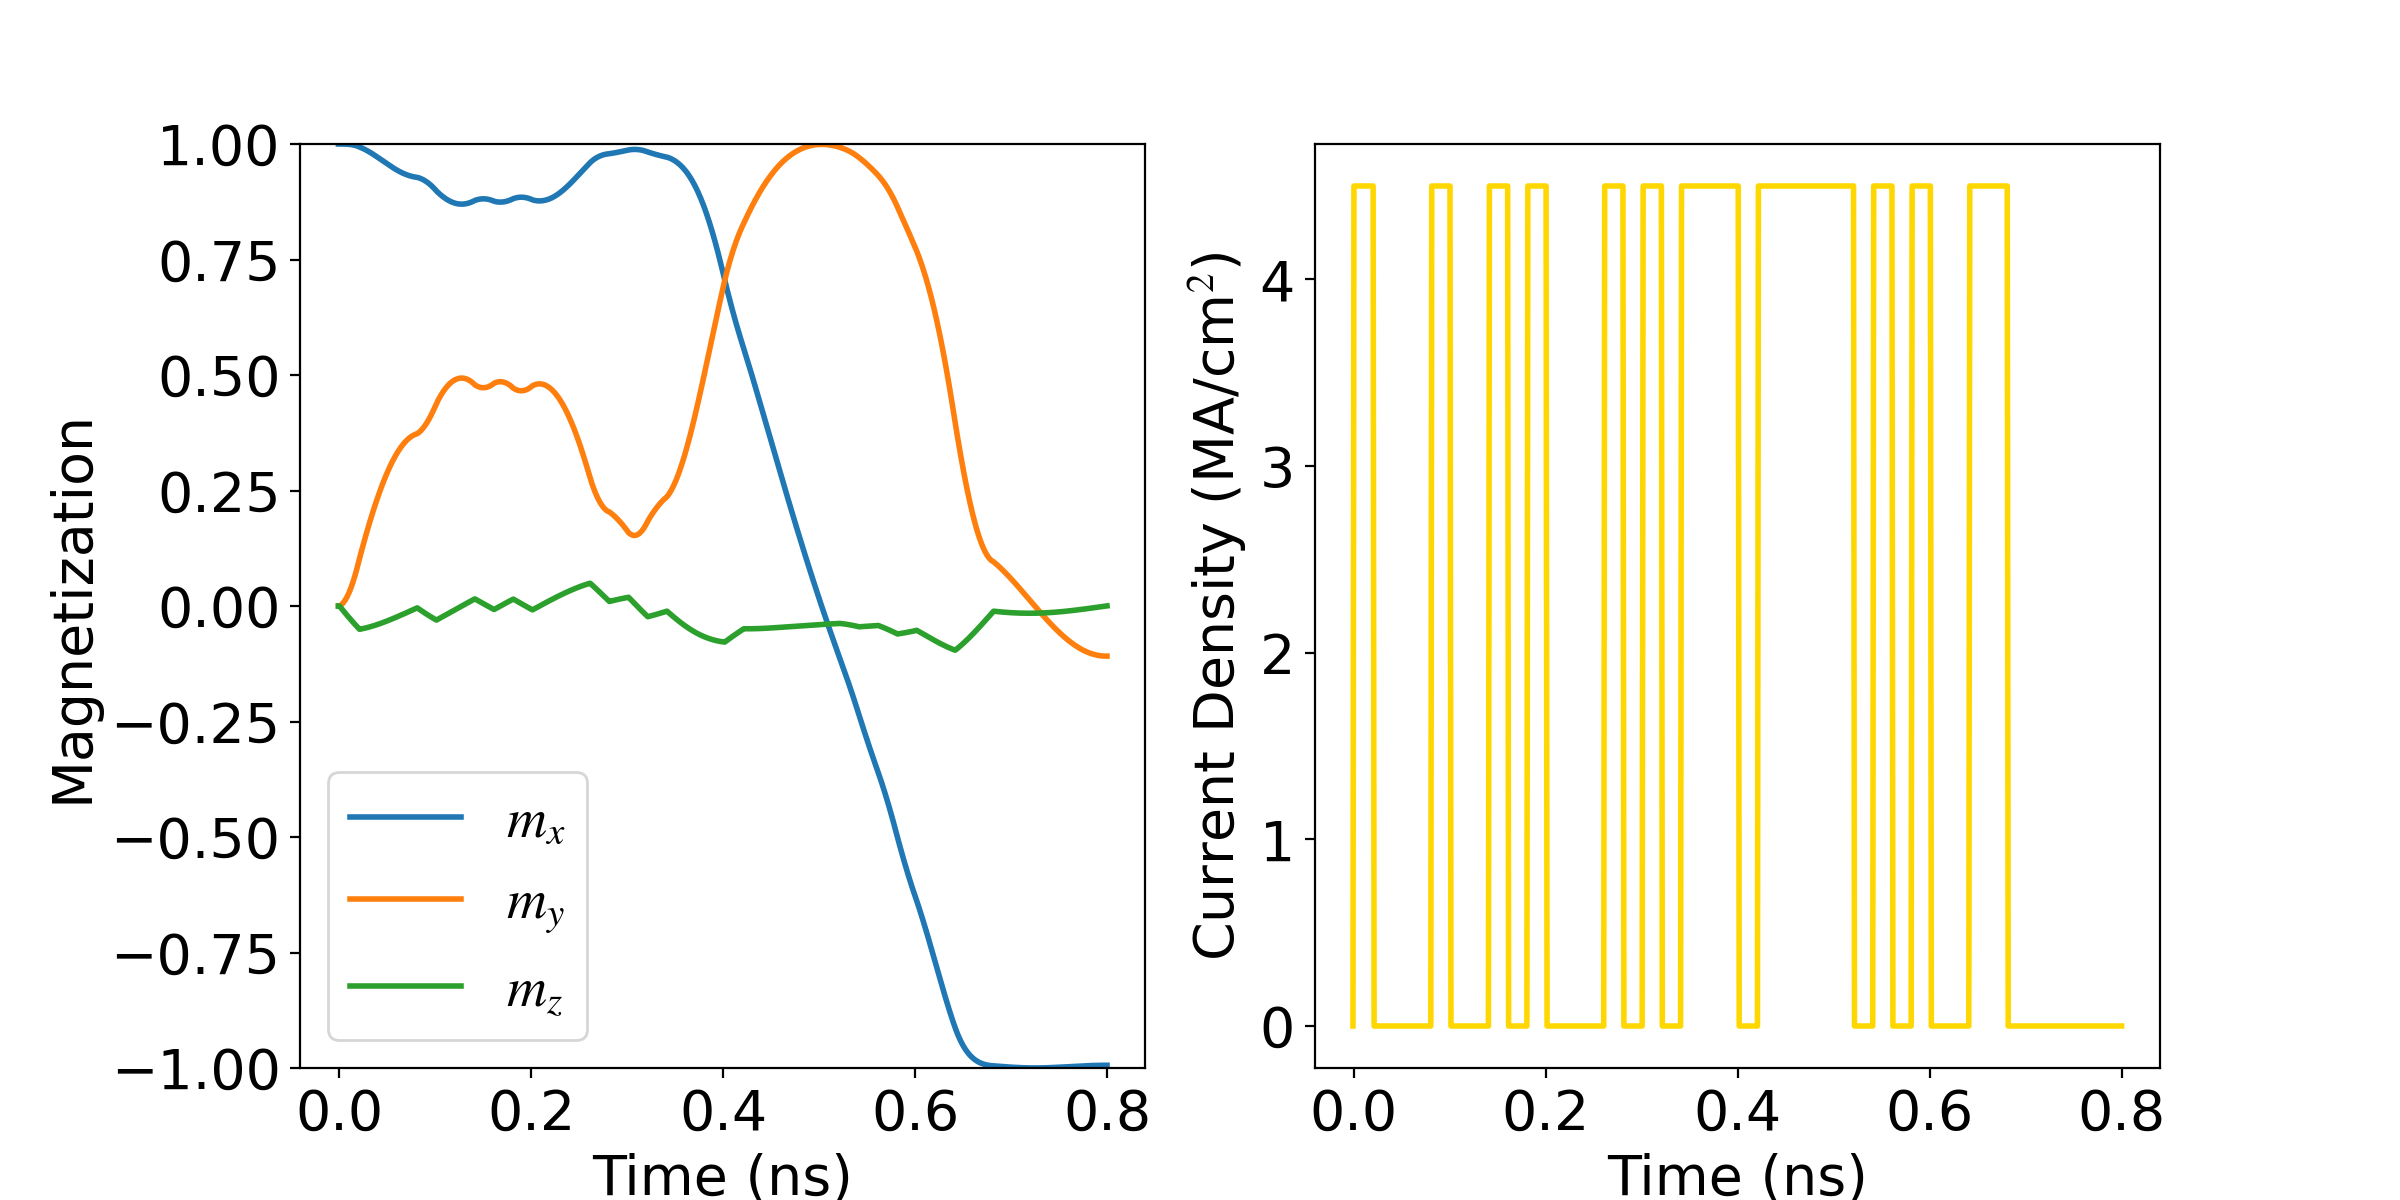 1.00
0.75
0.50
0.25
0.00
−0.25
−0.50
−0.75
−1.00
Magnetization
0.0 0.2 0.4 0.6 0.8
Time (ns)
m_x
m_y
m_z
4
3
2
1
0
Current Density (MA/cm²)
0.0 0.2 0.4 0.6 0.8
Time (ns)